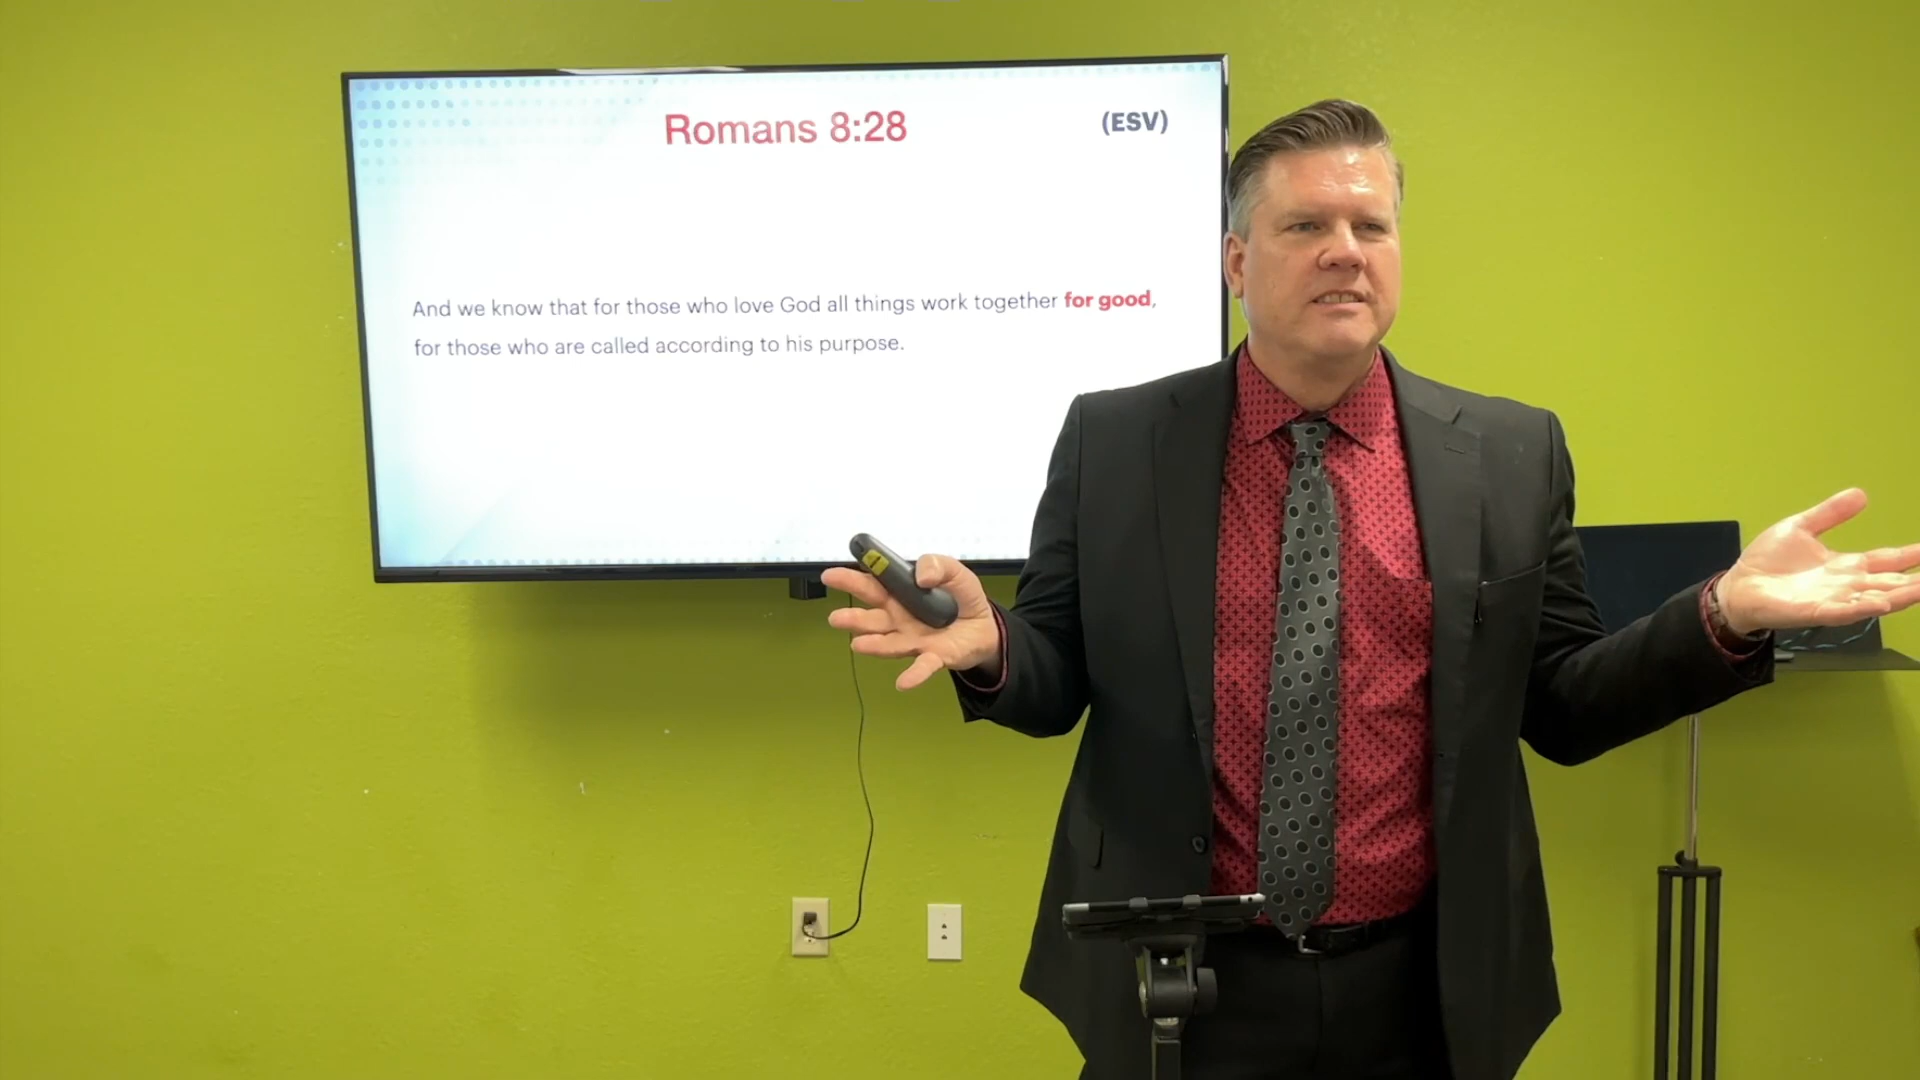 Romans 8:28
(ESV)
And we know that for those who love God all things work together for good,
for those who are called according to his purpose.